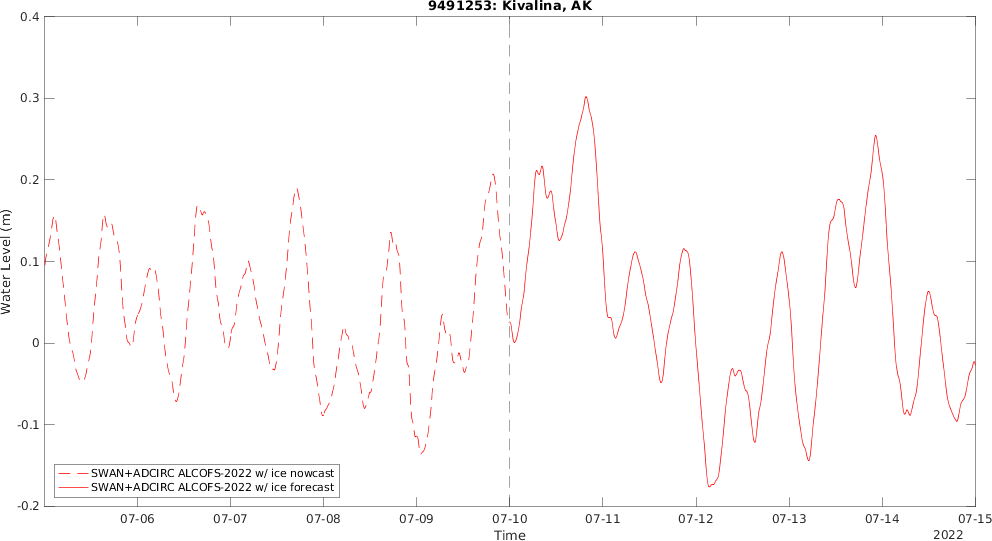 9491253: Kivalina, AK
0.4
0.3
0.2
0.1
0
-0.1
-0.2
Water Level (m)
SWAN+ADCIRC ALCOFS-2022 w/ ice nowcast
SWAN+ADCIRC ALCOFS-2022 w/ ice forecast
07-06 07-07 07-08 07-09 07-10 07-11 07-12 07-13 07-14 07-15
Time
2022